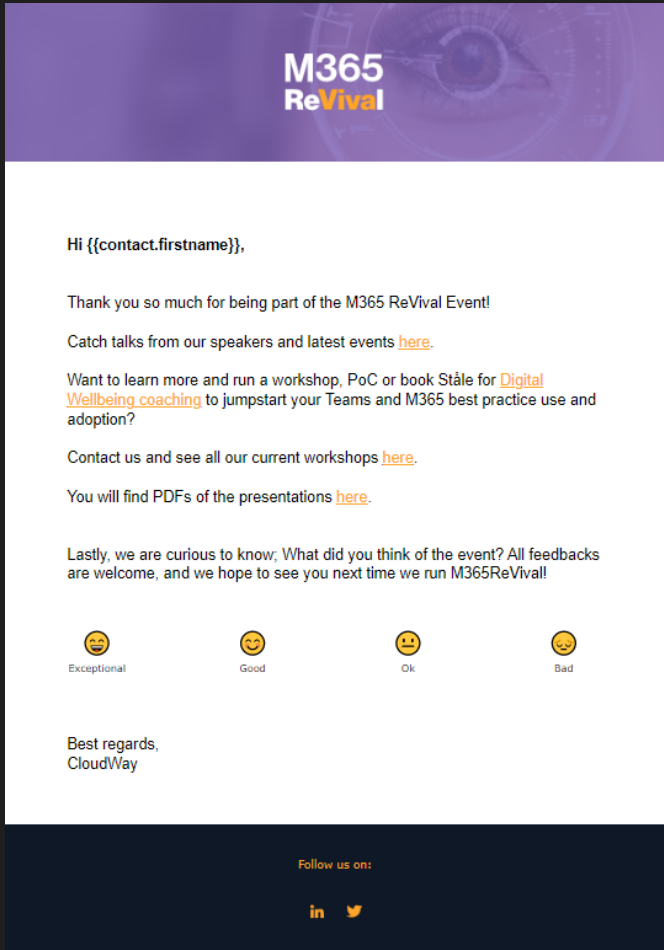 M365
ReVival
Hi {{contact.firstname}},
Thank you so much for being part of the M365 ReVival Event!
Catch talks from our speakers and latest events here.
Want to learn more and run a workshop, PoC or book Ståle for Digital
Wellbeing coaching to jumpstart your Teams and M365 best practice use and
adoption?
Contact us and see all our current workshops here.
You will find PDFs of the presentations here.
Lastly, we are curious to know; What did you think of the event? All feedbacks
are welcome, and we hope to see you next time we run M365ReVival!
Exceptional Good Ok Bad
Best regards,
CloudWay
Follow us on:
in